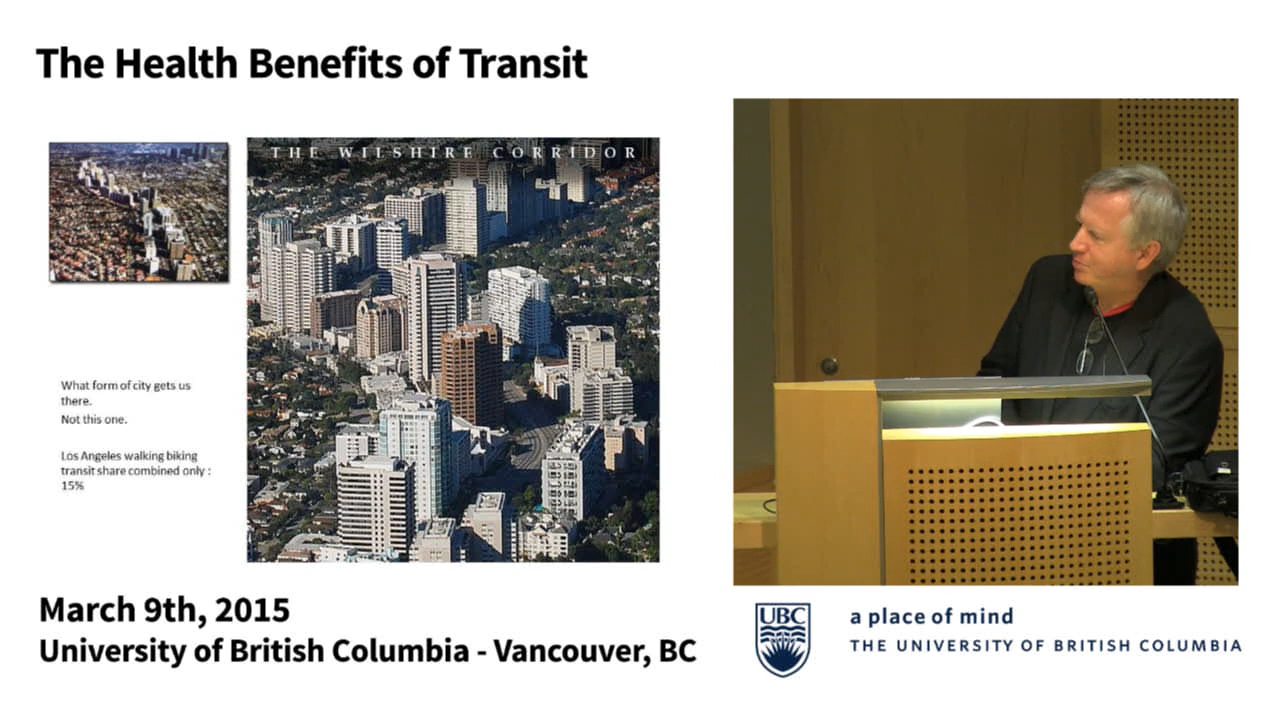 The Health Benefits of Transit
THE WILSHIRE CORRIDOR
What form of city gets us
there.
Not this one.
Los Angeles walking biking
transit share combined only :
15%
March 9th, 2015
University of British Columbia - Vancouver, BC
UBC
a place of mind
THE UNIVERSITY OF BRITISH COLUMBIA